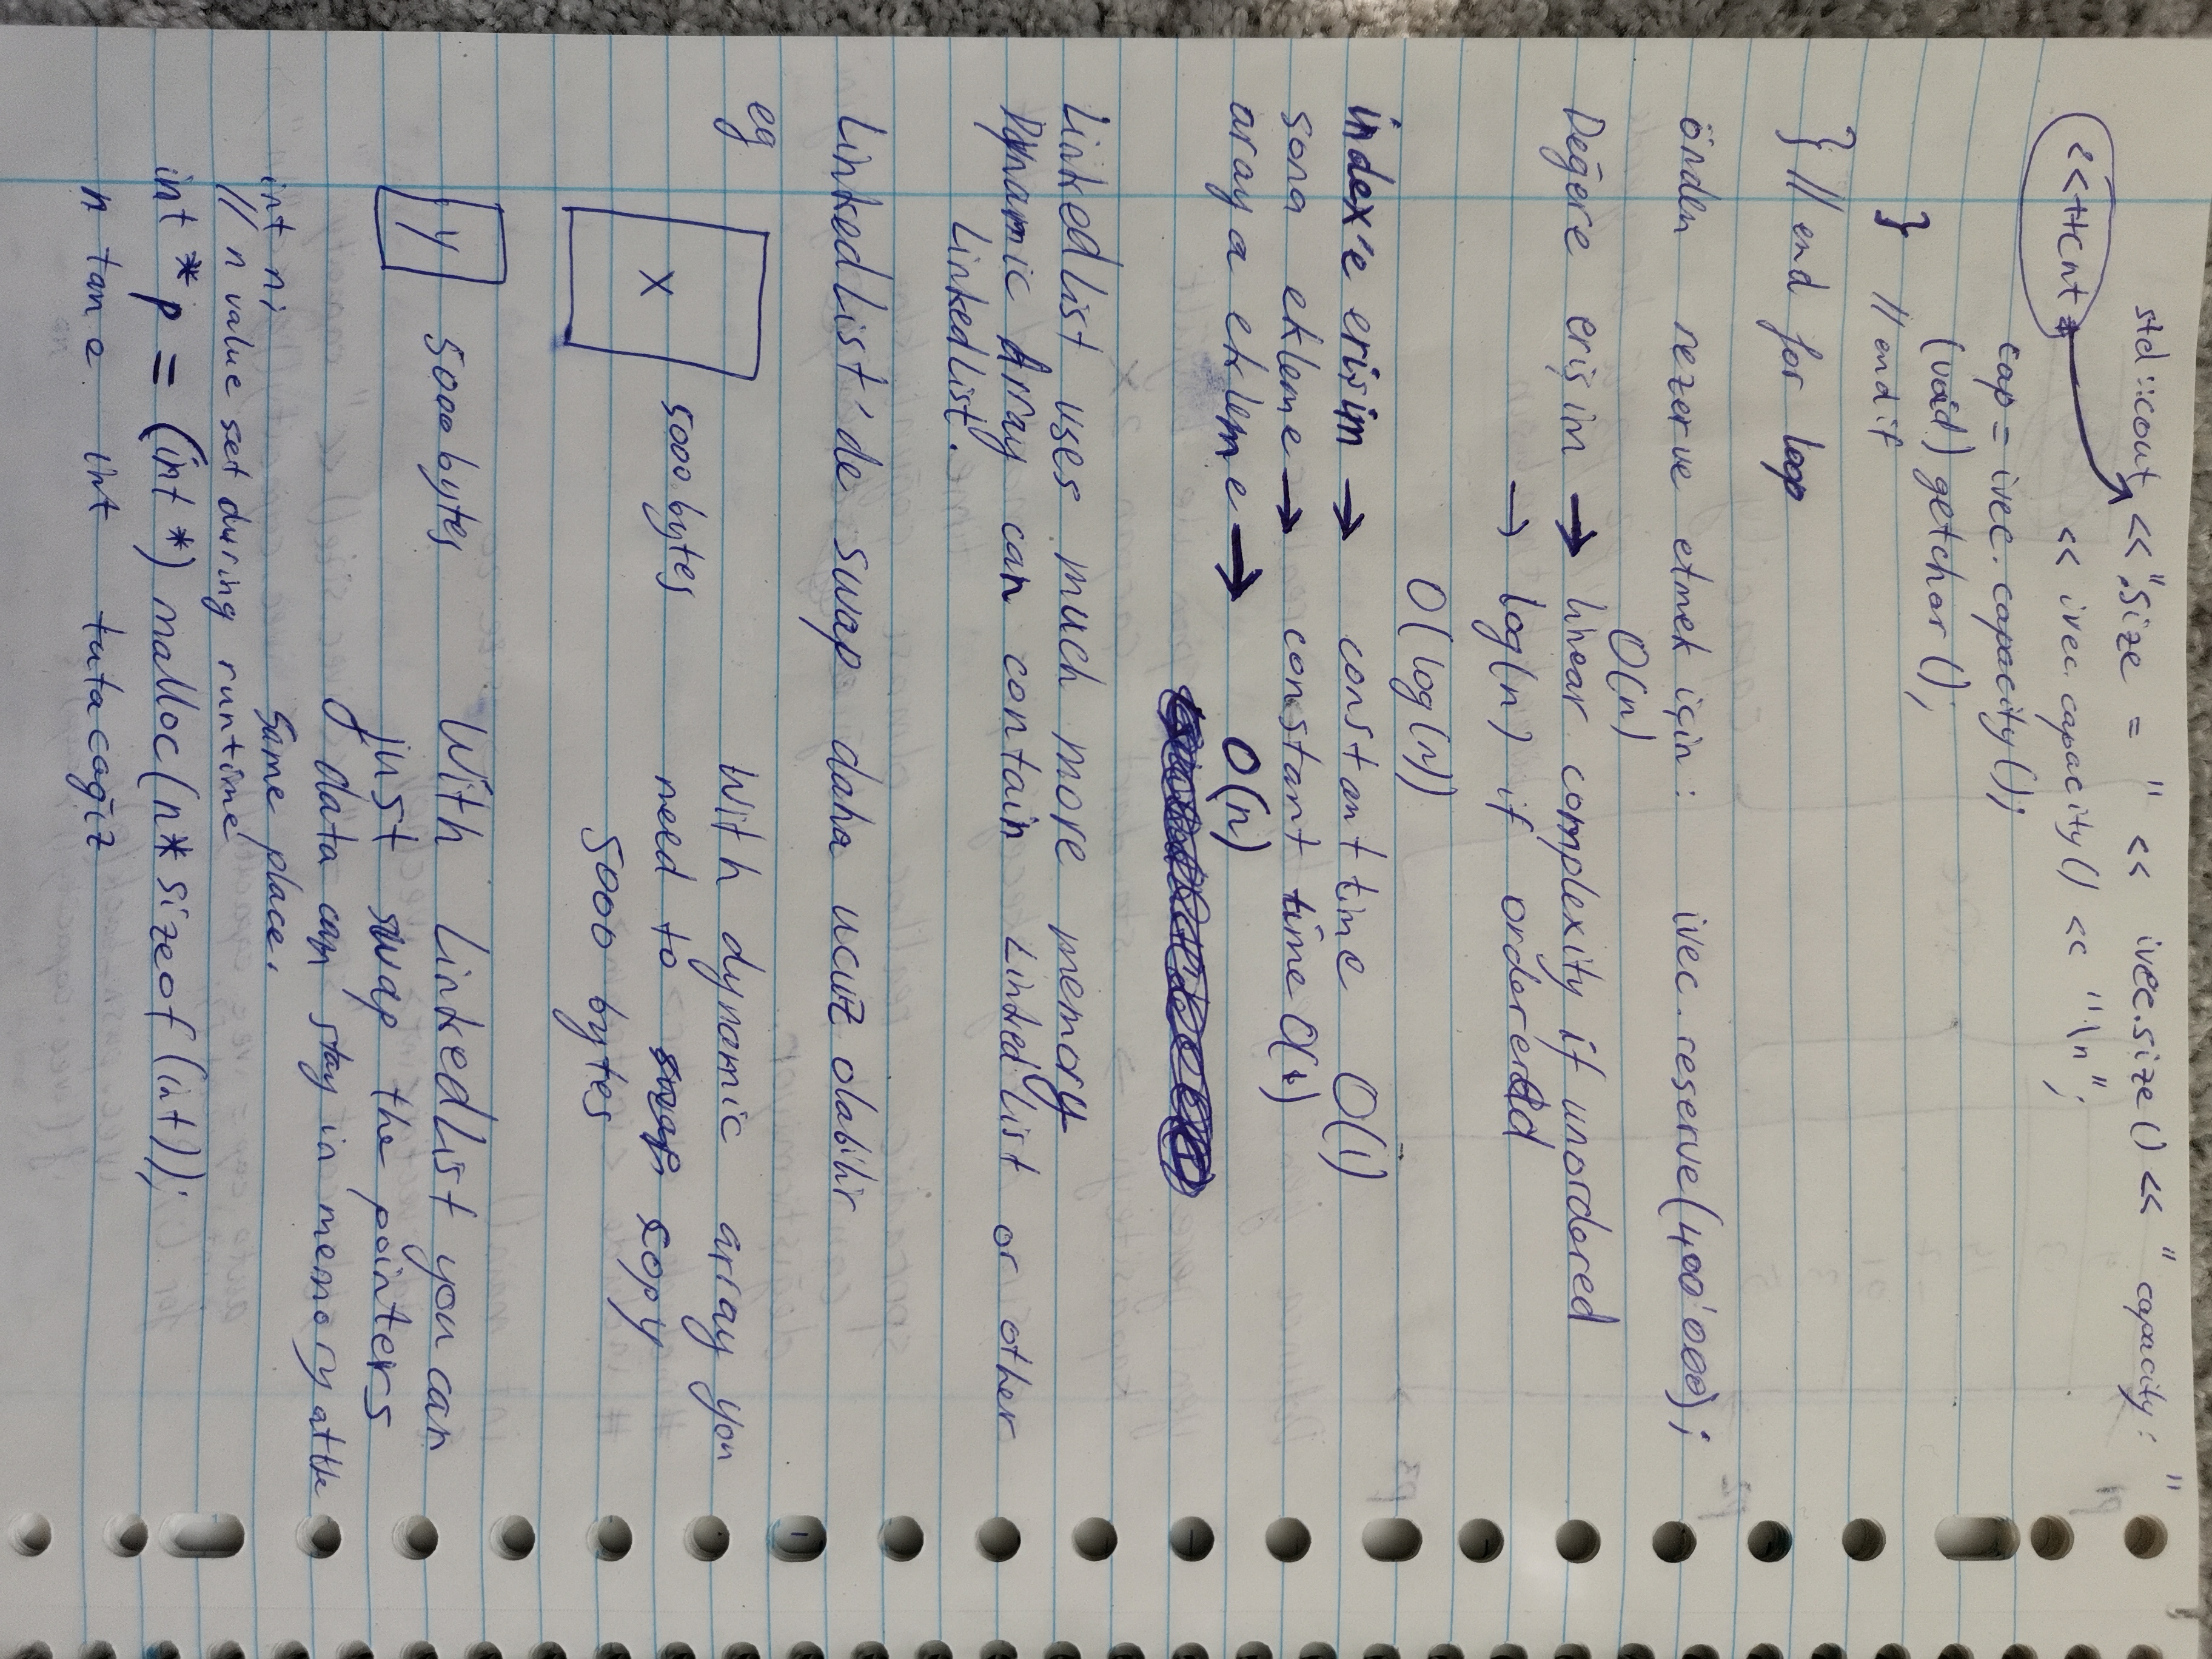 std::cout << "Size = " << ivec.size() << " capacity: "
<<++cnt
<< ivec.capacity() << "\n";
cap = ivec.capacity();
(void) getchar();
} // endif
} // end for loop
önden rezerve etmek için: ivec.reserve(400'000);
O(n)
Değere erişim → linear complexity if unordered
→ log(n) if ordererdd
O(log(n))
index'e erişim → constant time O(1)
sona ekleme → constant time O(1)
araya ekleme → O(n)
LinkedList uses much more memory
Dynamic Array can contain LinkedList or other
LinkedList.
LinkedList'de swap daha ucuz olabilir
eg
With dynamic array you
X 5000 bytes
need to swap copy
5000 bytes
y 5000 bytes
With LinkedList you can
just swap the pointers
data can stay in memory at the
same place.
int n;
// n value set during runtime
int *p = (int *) malloc(n* sizeof(int));
n tane int tutacağız